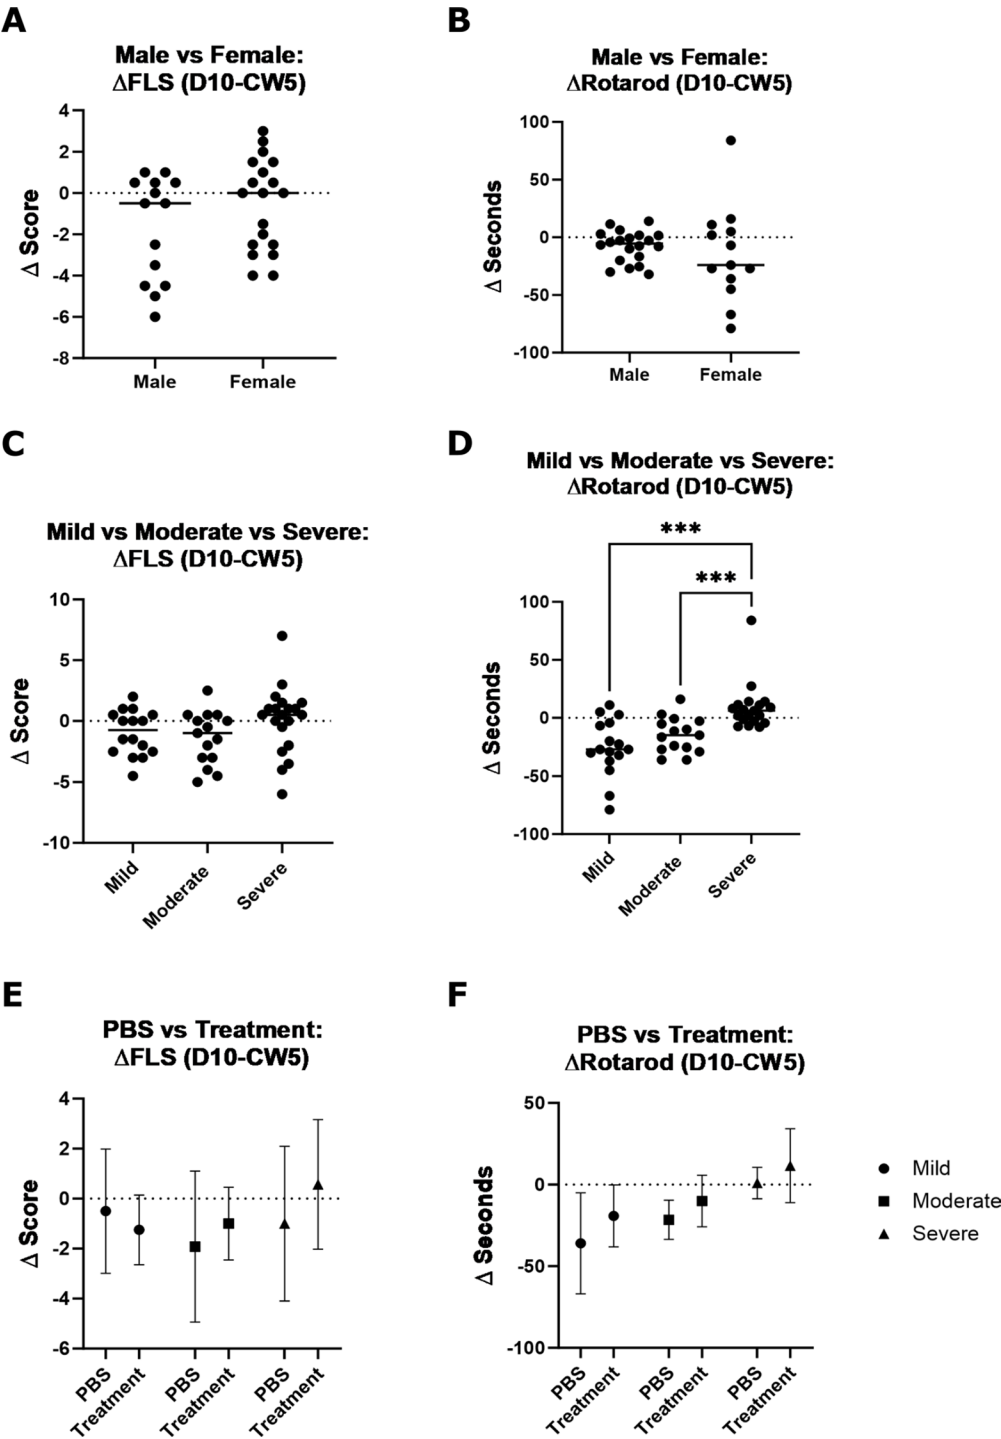 A
Male vs Female:
ΔFLS (D10-CW5)
Δ Score
4
2
0
-2
-4
-6
-8
Male
Female
B
Male vs Female:
ΔRotarod (D10-CW5)
Δ Seconds
100
50
0
-50
-100
Male
Female
C
Mild vs Moderate vs Severe:
ΔFLS (D10-CW5)
Δ Score
10
5
0
-5
-10
Mild
Moderate
Severe
D
Mild vs Moderate vs Severe:
ΔRotarod (D10-CW5)
***
***
Δ Seconds
100
50
0
-50
-100
Mild
Moderate
Severe
E
PBS vs Treatment:
ΔFLS (D10-CW5)
Δ Score
4
2
0
-2
-4
-6
PBS
Treatment
PBS
Treatment
PBS
Treatment
F
PBS vs Treatment:
ΔRotarod (D10-CW5)
Δ Seconds
50
0
-50
-100
PBS
Treatment
PBS
Treatment
PBS
Treatment
Mild
Moderate
Severe